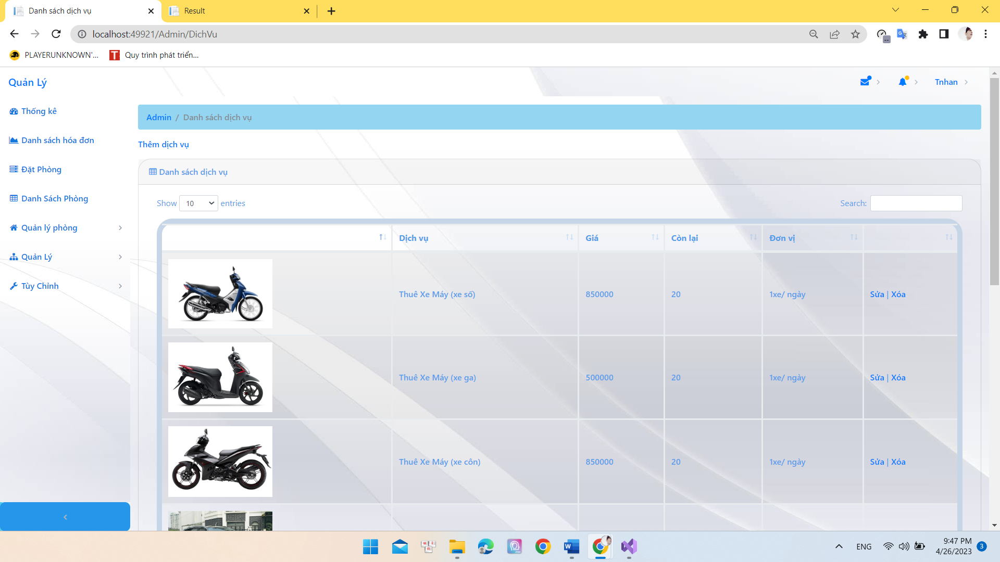 Danh sách dịch vụ
Result
localhost:49921/Admin/DichVu
PLAYERUNKNOWN'...
Quy trình phát triển...
Quản Lý
Tnhan
Thống kê
Danh sách hóa đơn
Đặt Phòng
Danh Sách Phòng
Quản lý phòng
Quản Lý
Tùy Chỉnh
Admin / Danh sách dịch vụ
Thêm dịch vụ
Danh sách dịch vụ
Show 10 entries
Search:
Dịch vụ Giá Còn lại Đơn vị
Thuê Xe Máy (xe số) 850000 20 1xe/ ngày Sửa | Xóa
Thuê Xe Máy (xe ga) 500000 20 1xe/ ngày Sửa | Xóa
Thuê Xe Máy (xe côn) 850000 20 1xe/ ngày Sửa | Xóa
ENG
9:47 PM
4/26/2023
3